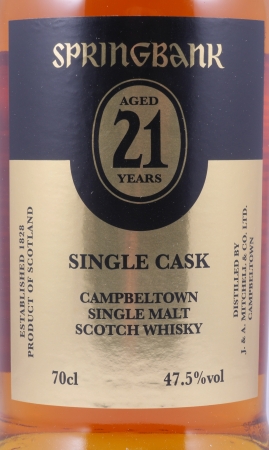 SPRINGBANK
AGED
21
YEARS
SINGLE CASK
CAMPBELTOWN
SINGLE MALT
SCOTCH WHISKY
70cl 47.5%vol
ESTABLISHED 1828
PRODUCT OF SCOTLAND
DISTILLED BY
J. & A. MITCHELL & CO. LTD.
CAMPBELTOWN